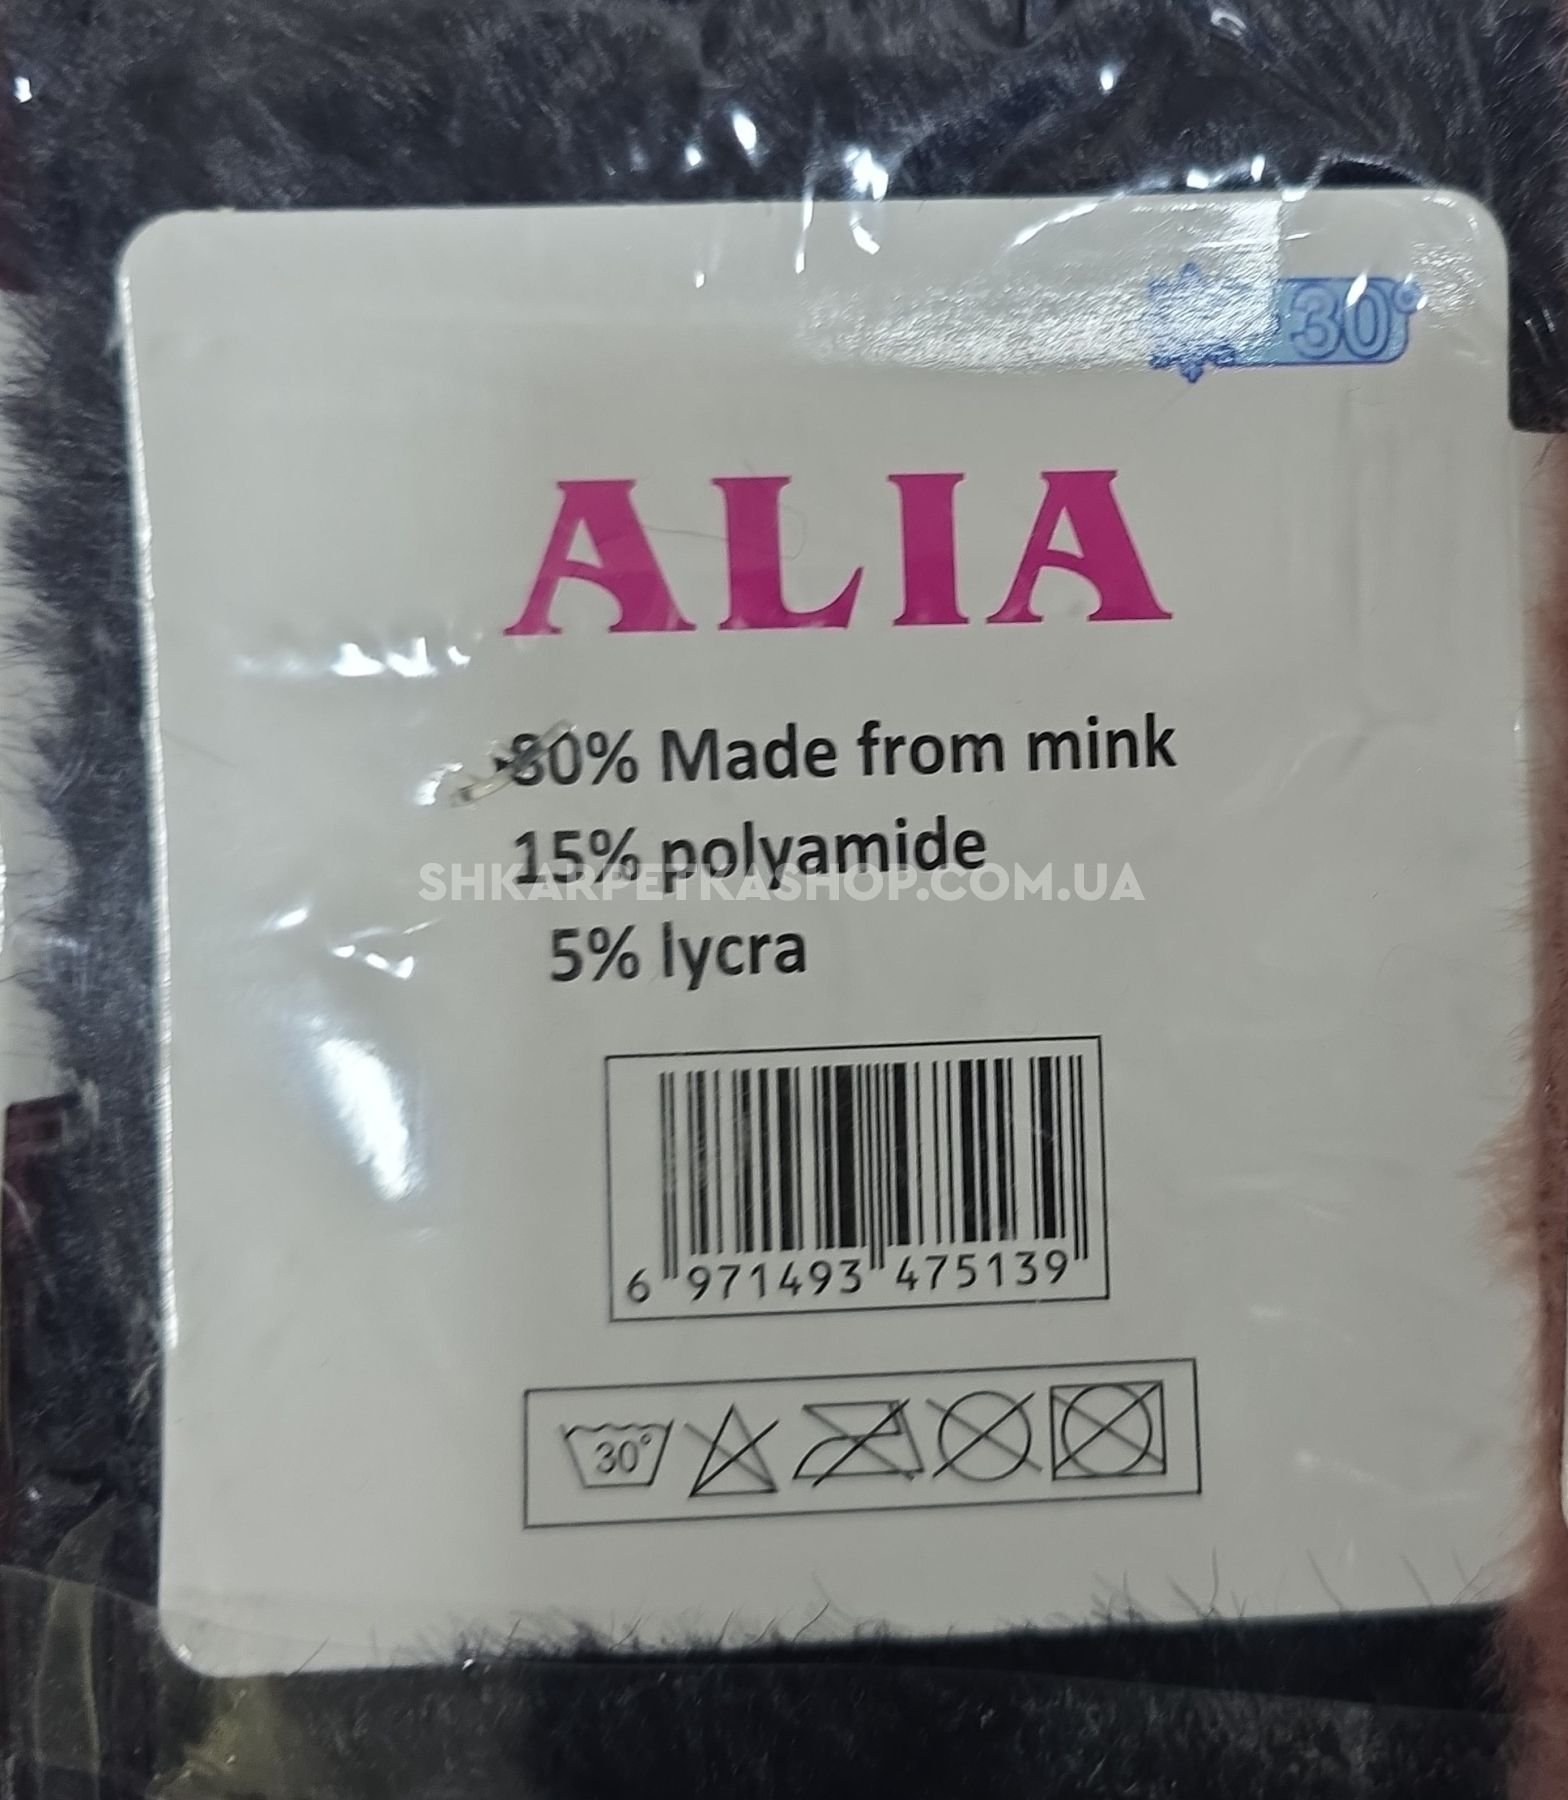 -30°
ALIA
80% Made from mink
15% polyamide
SHKARPETKASHOP.COM.UA
5% lycra
6 971493 475139
30°